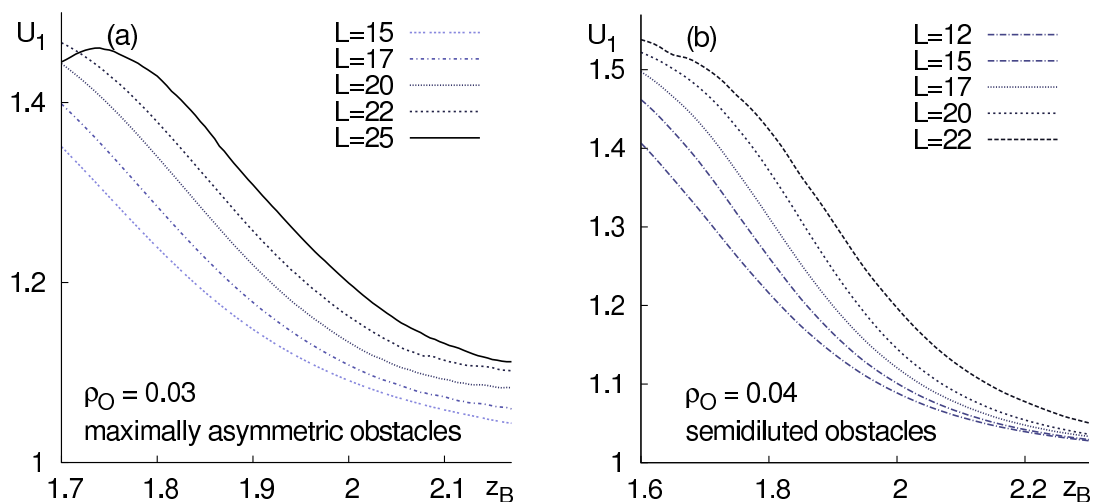 U1
(a)
L=15
L=17
L=20
L=22
L=25
1.4
1.2
1
ρO = 0.03
maximally asymmetric obstacles
1.7 1.8 1.9 2 2.1 zB
U1
(b)
L=12
L=15
L=17
L=20
L=22
1.5
1.4
1.3
1.2
1.1
1
ρO = 0.04
semidiluted obstacles
1.6 1.8 2 2.2 zB